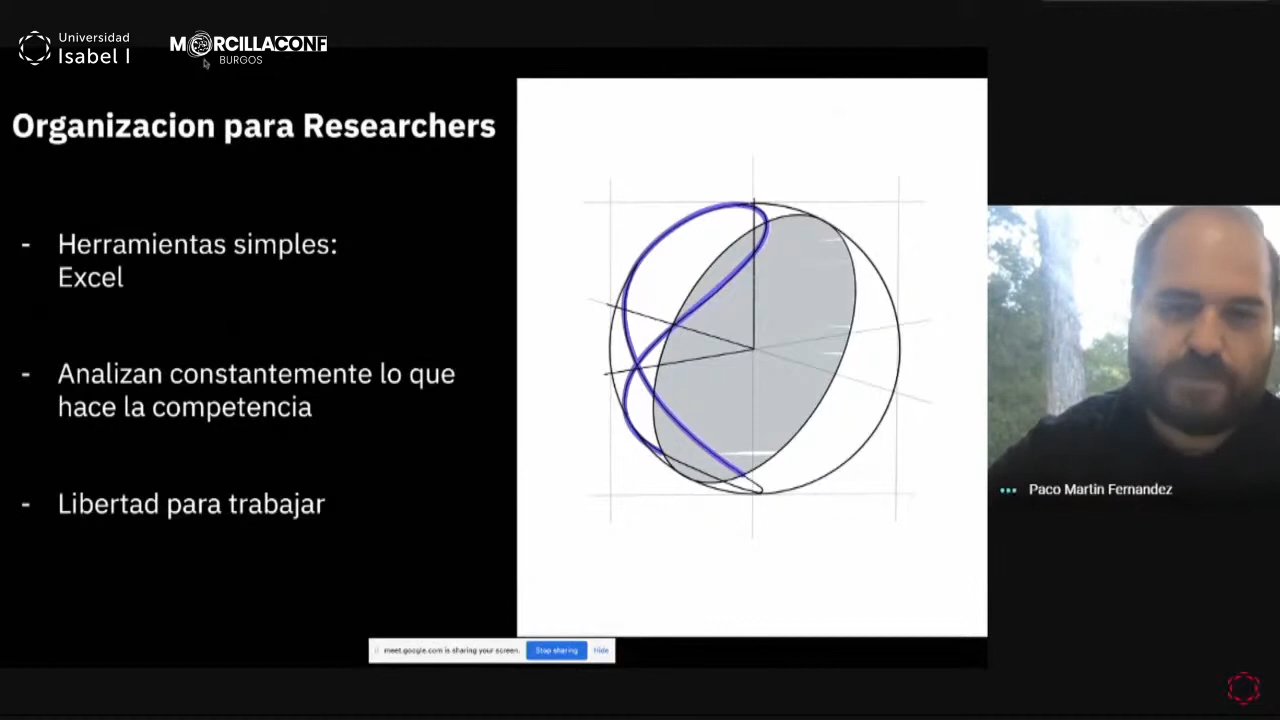 Universidad
Isabel I
MORCILLACONF
BURGOS
Organizacion para Researchers
- Herramientas simples:
Excel
- Analizan constantemente lo que
hace la competencia
- Libertad para trabajar
Paco Martin Fernandez
meet.google.com is sharing your screen.
Stop sharing
Hide